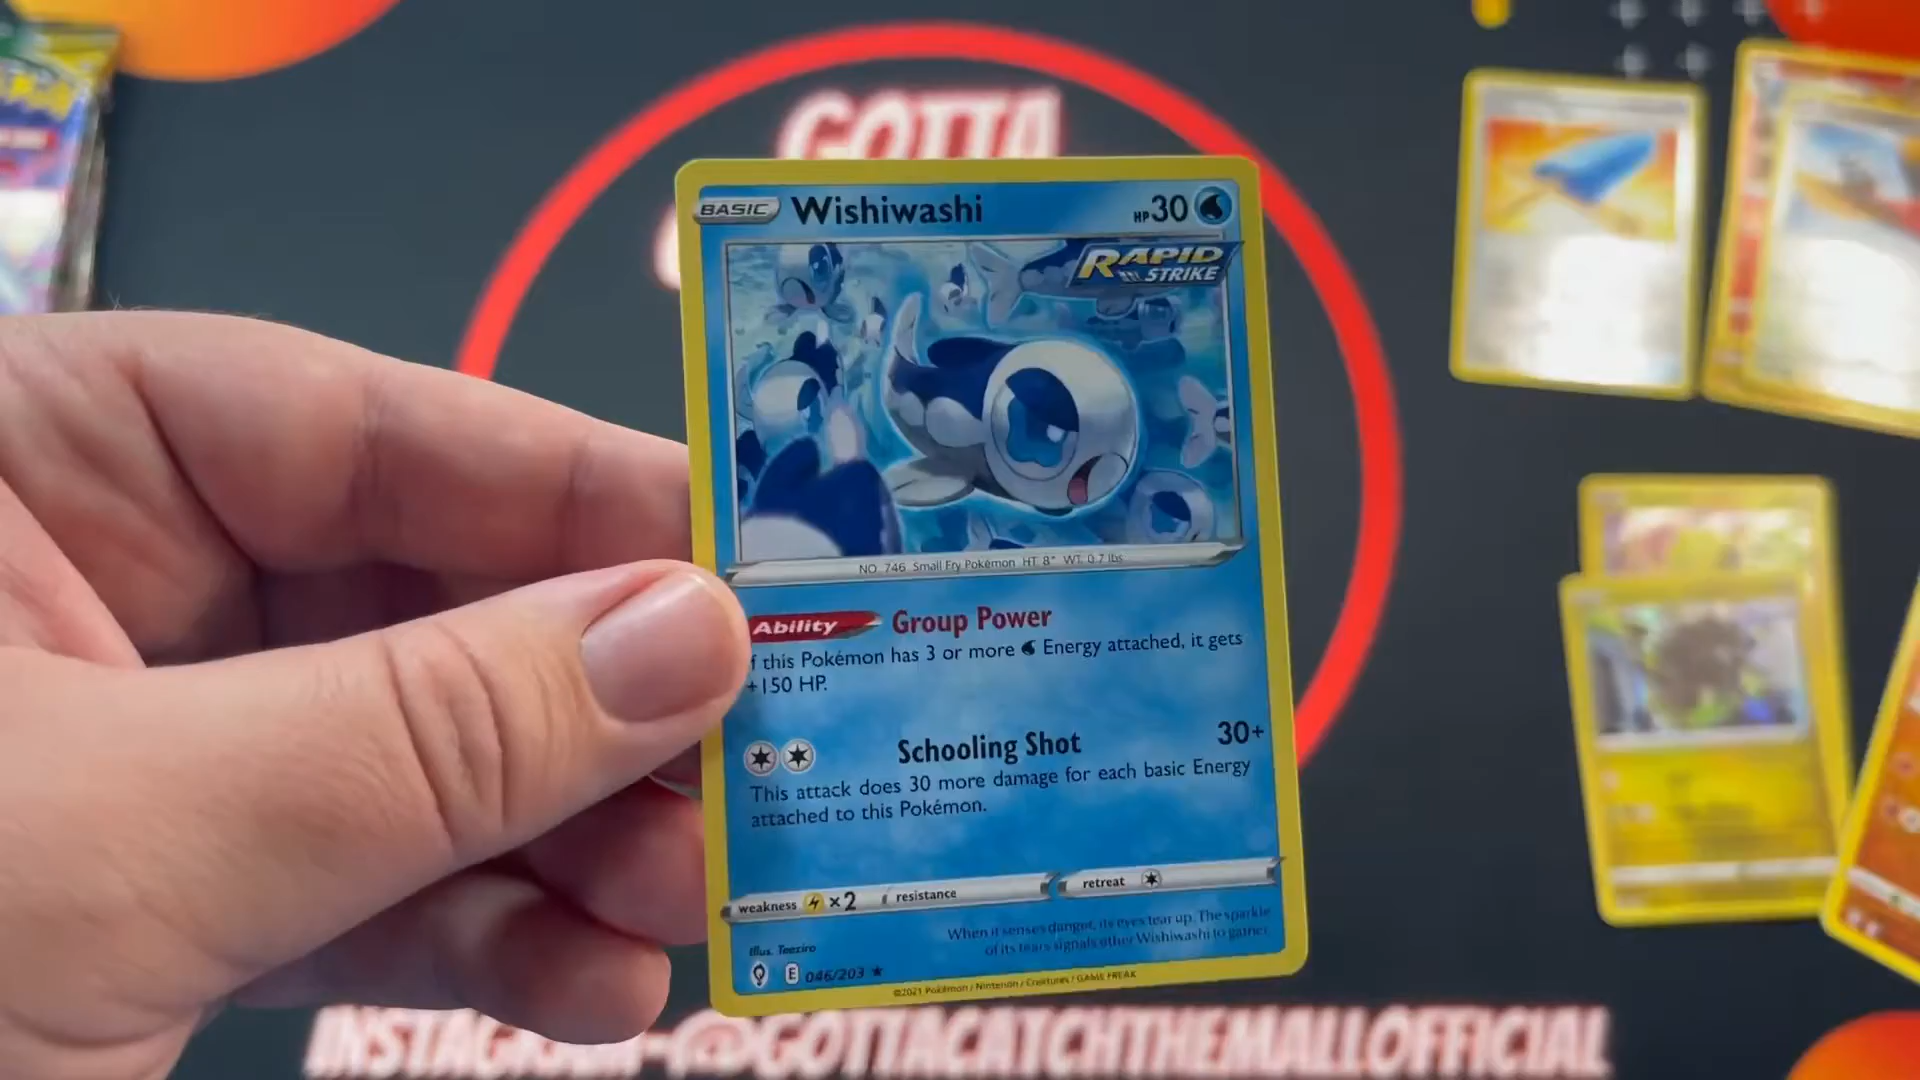 GOTTA
BASIC Wishiwashi HP 30
RAPID
STRIKE
NO. 746 Small Fry Pokémon HT. 8" WT. 0.7 lbs
Ability Group Power
f this Pokémon has 3 or more Energy attached, it gets
+150 HP.
Schooling Shot 30+
This attack does 30 more damage for each basic Energy
attached to this Pokémon.
weakness ×2 resistance retreat
When it senses danger, its eyes tear up. The sparkle
of its tears signals other Wishiwashi to gather.
Illus. Teeziro
E 046/203 ★
©2021 Pokémon / Nintendo / Creatures / GAME FREAK
INSTAGRAM-@GOTTACATCHTHEMALLOFFICIAL